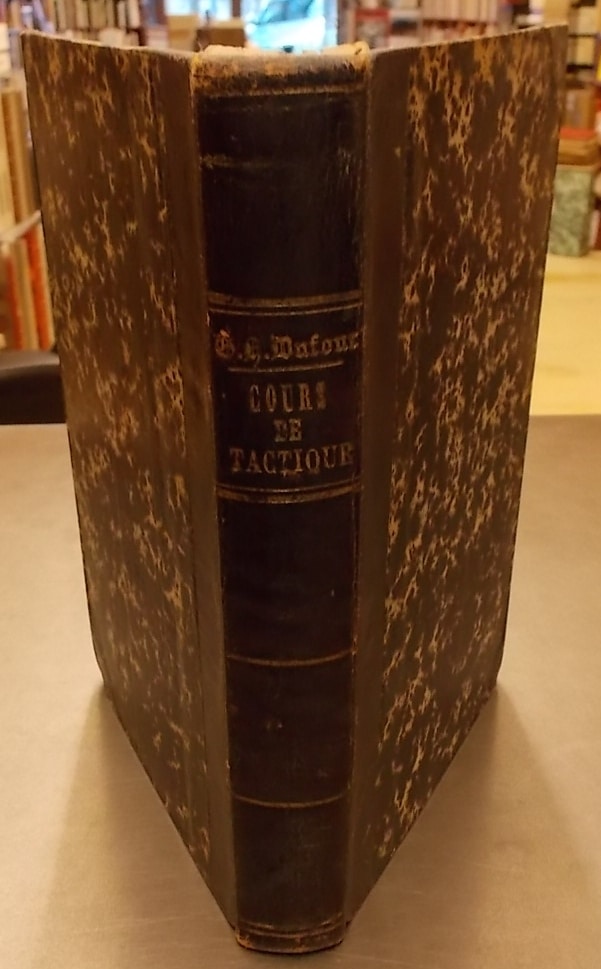 G.H. Dufour
COURS
DE
TACTIQUE